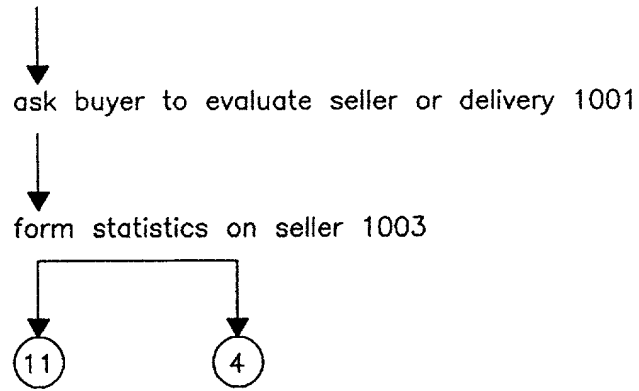 ask buyer to evaluate seller or delivery 1001
form statistics on seller 1003
11 4